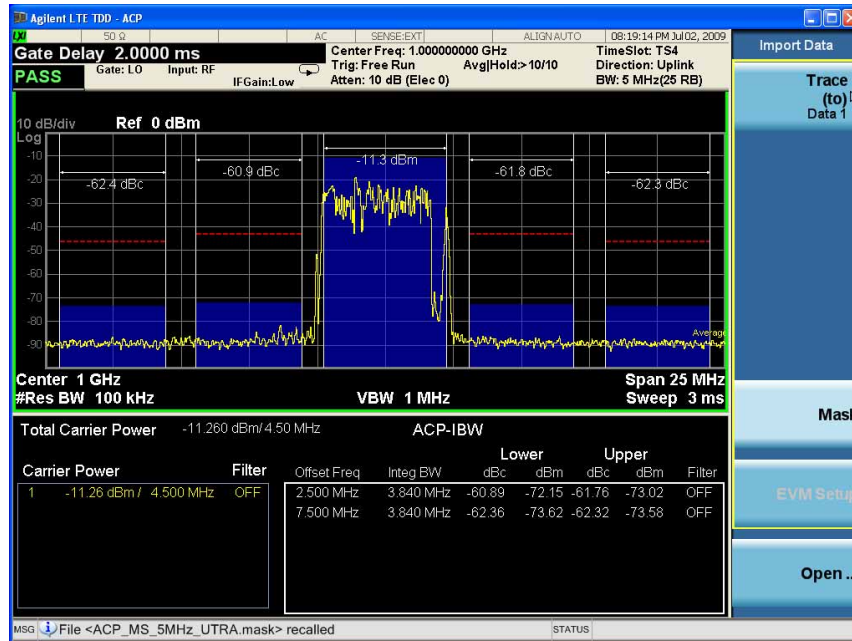 Agilent LTE TDD - ACP
LXI 50 Ω AC SENSE:EXT ALIGN AUTO 08:19:14 PM Jul 02, 2009
Gate Delay 2.0000 ms Center Freq: 1.000000000 GHz TimeSlot: TS4
PASS Gate: LO Input: RF Trig: Free Run Avg|Hold:> 10/10 Direction: Uplink
IFGain:Low Atten: 10 dB (Elec 0) BW: 5 MHz(25 RB)
Import Data
Trace
(to)
Data 1
10 dB/div Ref 0 dBm
Log
-10
-20
-30
-40
-50
-60
-70
-80
-90
-62.4 dBc
-60.9 dBc
-11.3 dBm
-61.8 dBc
-62.3 dBc
Average
Center 1 GHz Span 25 MHz
#Res BW 100 kHz VBW 1 MHz Sweep 3 ms
Mas
Total Carrier Power -11.260 dBm/ 4.50 MHz ACP-IBW
Lower Upper
Carrier Power Filter Offset Freq Integ BW dBc dBm dBc dBm Filter
1 -11.26 dBm / 4.500 MHz OFF 2.500 MHz 3.840 MHz -60.89 -72.15 -61.76 -73.02 OFF
7.500 MHz 3.840 MHz -62.36 -73.62 -62.32 -73.58 OFF
EVM Setup
Open ..
MSG File <ACP_MS_5MHz_UTRA.mask> recalled STATUS